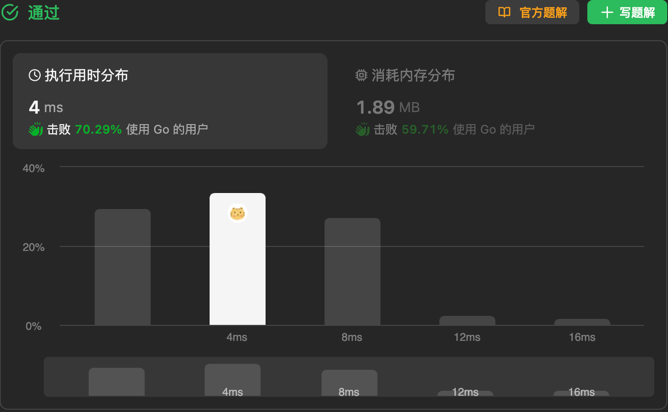 通过
官方题解
写题解
执行用时分布
4 ms
击败 70.29% 使用 Go 的用户
消耗内存分布
1.89 MB
击败 59.71% 使用 Go 的用户
40%
20%
0%
4ms 8ms 12ms 16ms
4ms 8ms 12ms 16ms